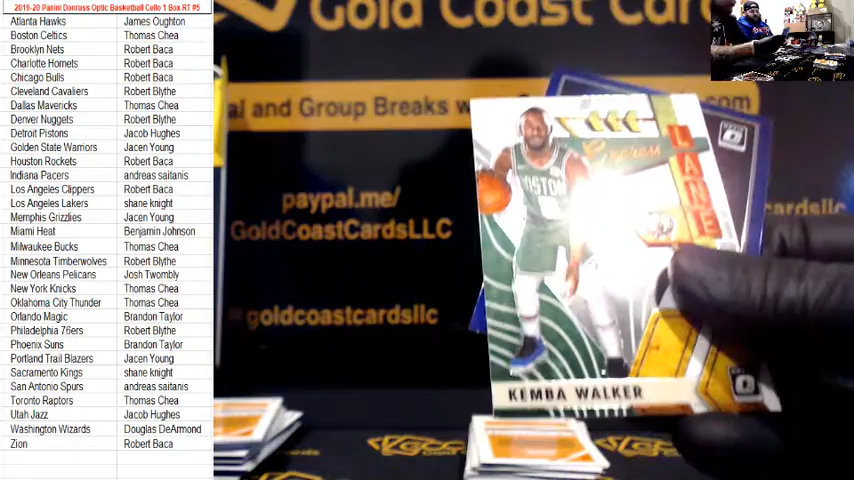 2019-20 Panini Donruss Optic Basketball Cello 1 Box RT #5
Atlanta Hawks James Oughton
Boston Celtics Thomas Chea
Brooklyn Nets Robert Baca
Charlotte Hornets Robert Baca
Chicago Bulls Robert Baca
Cleveland Cavaliers Robert Blythe
Dallas Mavericks Thomas Chea
Denver Nuggets Robert Blythe
Detroit Pistons Jacob Hughes
Golden State Warriors Jacen Young
Houston Rockets Robert Baca
Indiana Pacers andreas saitanis
Los Angeles Clippers Robert Baca
Los Angeles Lakers shane knight
Memphis Grizzlies Jacen Young
Miami Heat Benjamin Johnson
Milwaukee Bucks Thomas Chea
Minnesota Timberwolves Robert Blythe
New Orleans Pelicans Josh Twombly
New York Knicks Thomas Chea
Oklahoma City Thunder Thomas Chea
Orlando Magic Brandon Taylor
Philadelphia 76ers Robert Blythe
Phoenix Suns Brandon Taylor
Portland Trail Blazers Jacen Young
Sacramento Kings shane knight
San Antonio Spurs andreas saitanis
Toronto Raptors Thomas Chea
Utah Jazz Jacob Hughes
Washington Wizards Douglas DeArmond
Zion Robert Baca
Gold Coast Car
al and Group Breaks w
com
paypal.me/
GoldCoastCardsLLC
goldcoastcardsllc
cardsllc
Express
LANE
BOSTON
KEMBA WALKER